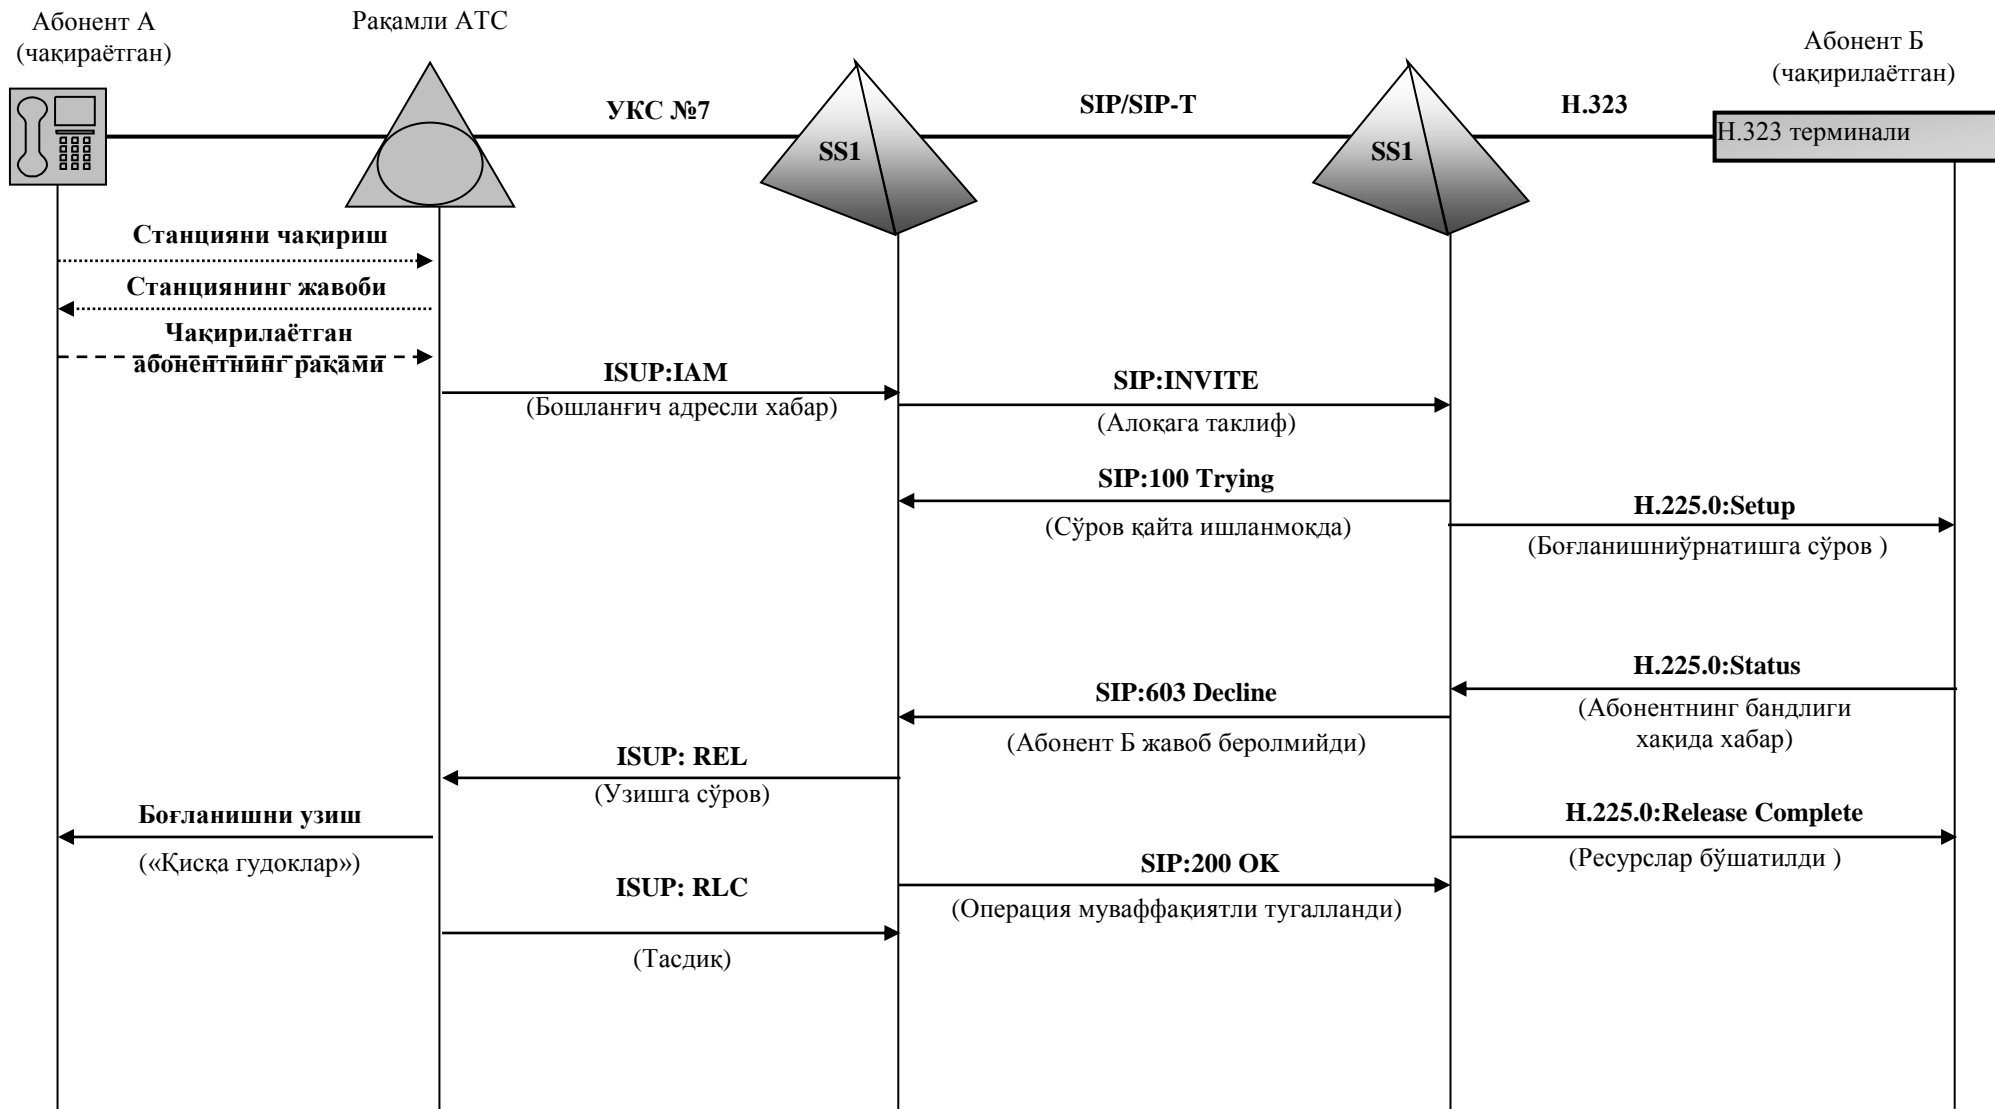 Абонент А
(чақираётган)
Рақамли АТС
Абонент Б
(чақирилаётган)
УКС №7
SIP/SIP-T
H.323
SS1
SS1
H.323 терминали
Станцияни чақириш
Станциянинг жавоби
Чақирилаётган
абонентнинг рақами
ISUP:IAM
(Бошланғич адресли хабар)
SIP:INVITE
(Алоқага таклиф)
SIP:100 Trying
(Сўров қайта ишланмоқда)
H.225.0:Setup
(Боғланишниўрнатишга сўров )
H.225.0:Status
(Абонентнинг бандлиги
хақида хабар)
SIP:603 Decline
(Абонент Б жавоб беролмийди)
ISUP: REL
(Узишга сўров)
Боғланишни узиш
(«Қисқа гудоклар»)
H.225.0:Release Complete
(Ресурслар бўшатилди )
SIP:200 OK
(Операция муваффақиятли тугалланди)
ISUP: RLC
(Тасдиқ)